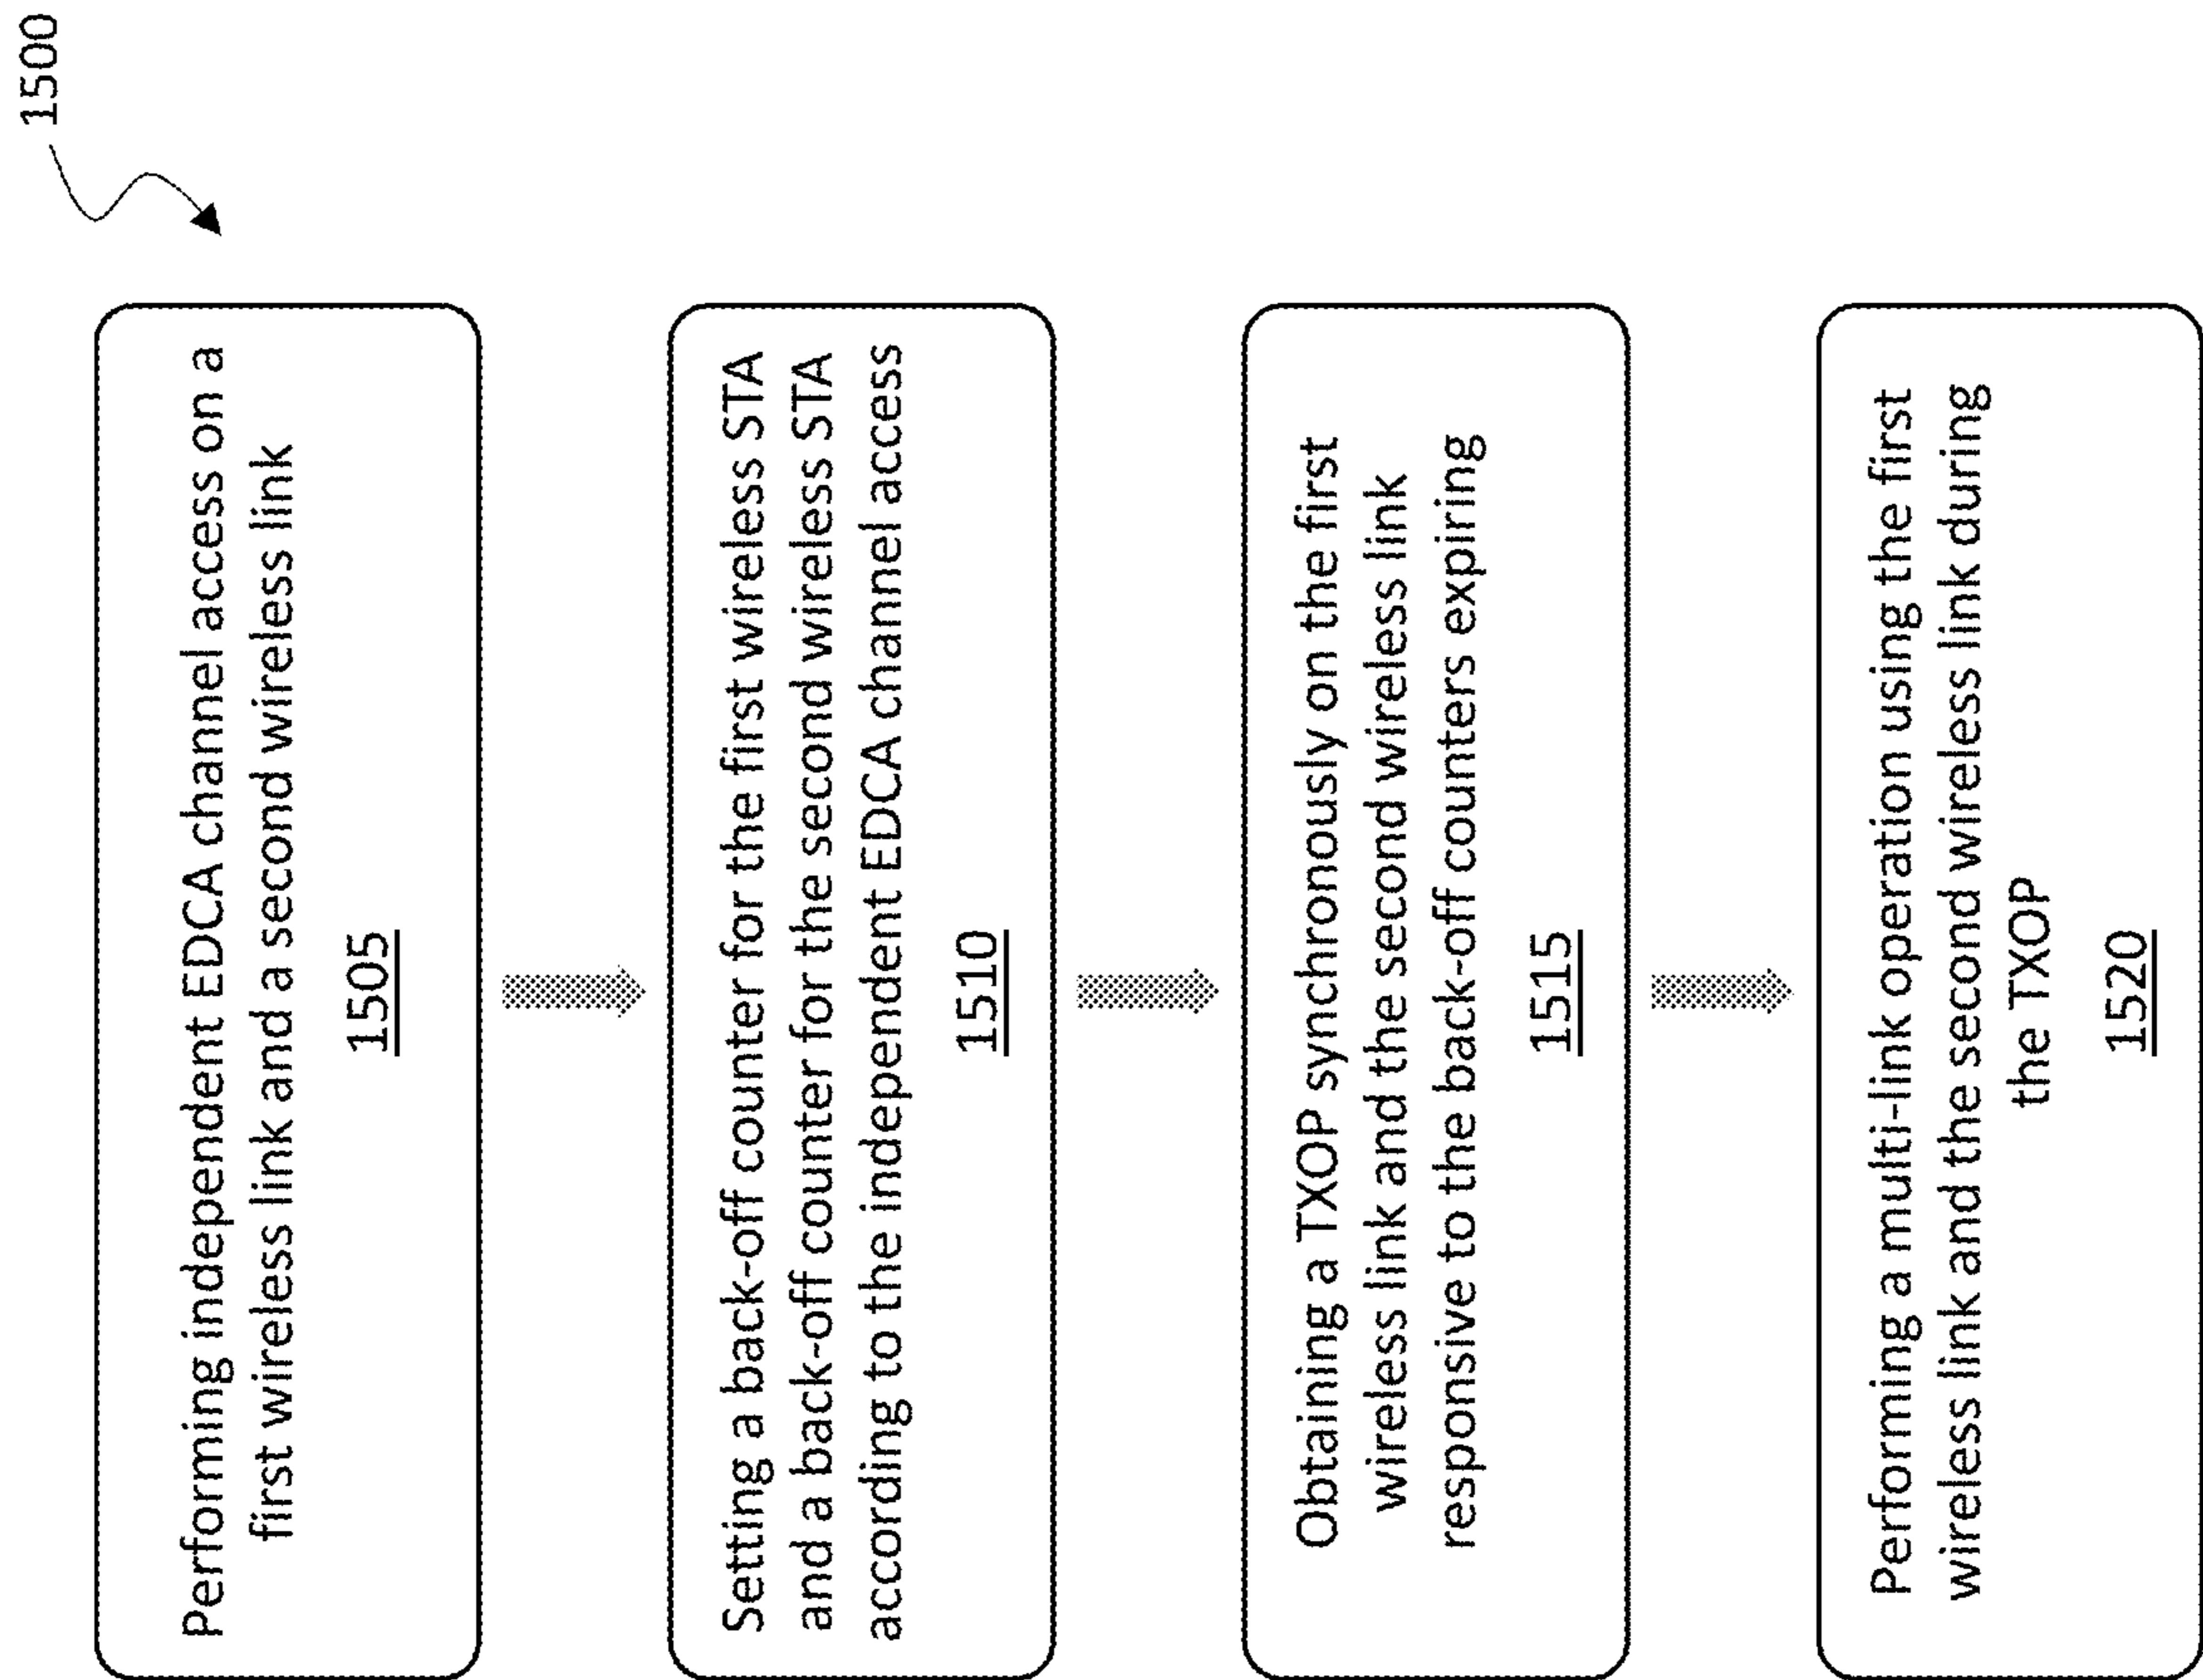 1500
Performing independent EDCA channel access on a
first wireless link and a second wireless link
1505
Setting a back-off counter for the first wireless STA
and a back-off counter for the second wireless STA
according to the independent EDCA channel access
1510
Obtaining a TXOP synchronously on the first
wireless link and the second wireless link
responsive to the back-off counters expiring
1515
Performing a multi-link operation using the first
wireless link and the second wireless link during
the TXOP
1520